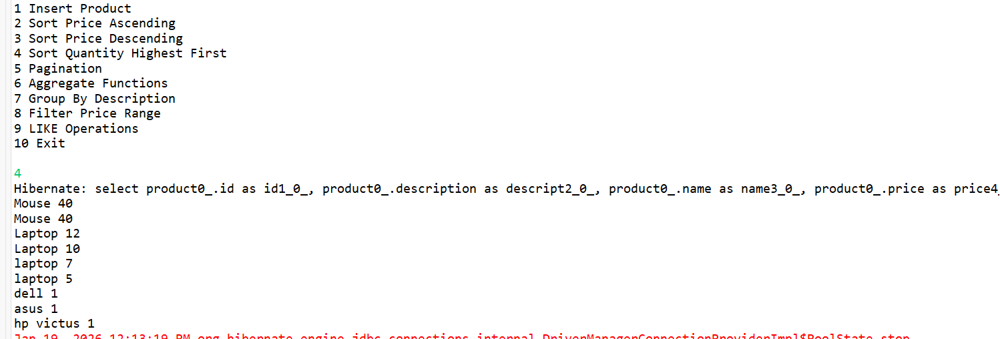 1 Insert Product
2 Sort Price Ascending
3 Sort Price Descending
4 Sort Quantity Highest First
5 Pagination
6 Aggregate Functions
7 Group By Description
8 Filter Price Range
9 LIKE Operations
10 Exit
4
Hibernate: select product0_.id as id1_0_, product0_.description as descript2_0_, product0_.name as name3_0_, product0_.price as price4_
Mouse 40
Mouse 40
Laptop 12
Laptop 10
laptop 7
laptop 5
dell 1
asus 1
hp victus 1
Jan 19, 2026 12:13:19 PM org.hibernate.engine.jdbc.connections.internal.DriverManagerConnectionProviderImpl$PoolState stop